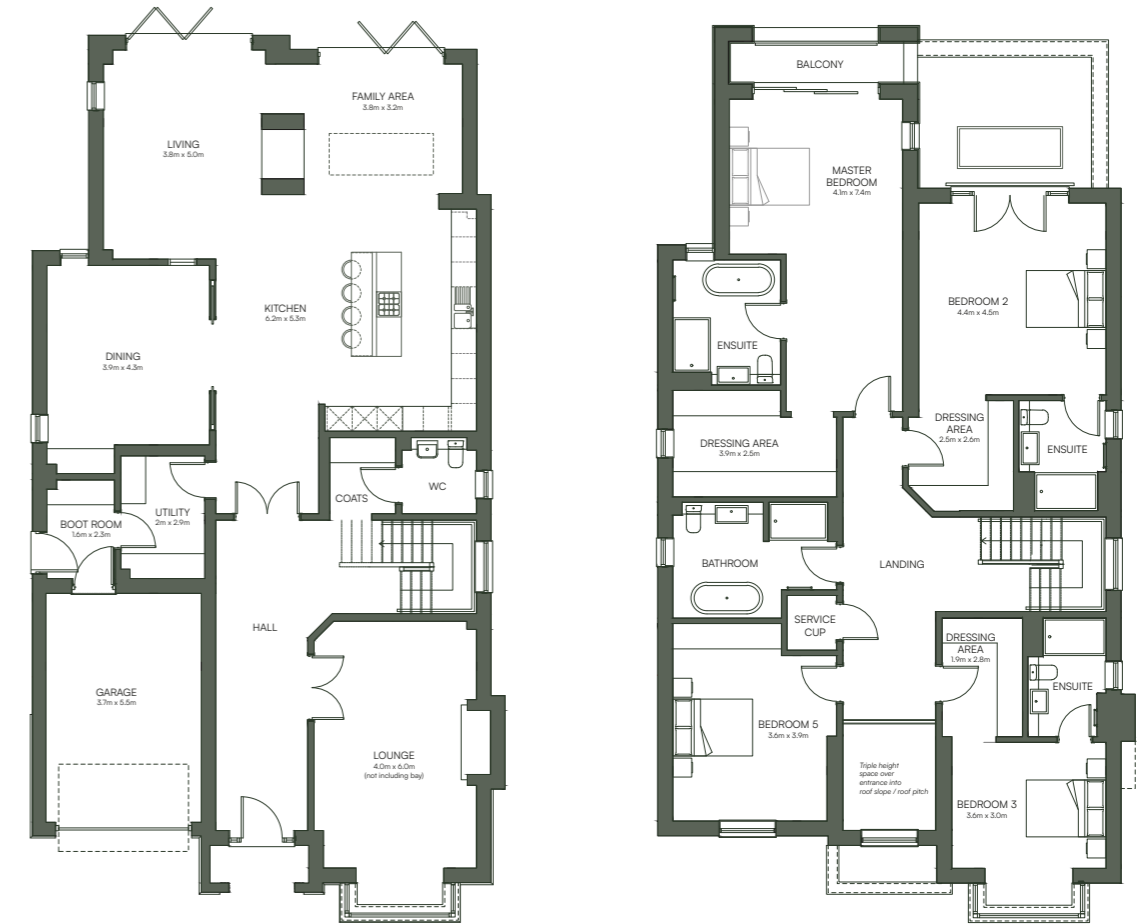 FAMILY AREA
3.8m x 3.2m
LIVING
3.8m x 5.0m
KITCHEN
6.2m x 5.3m
DINING
3.9m x 4.3m
COATS
WC
UTILITY
2m x 2.9m
BOOT ROOM
1.6m x 2.3m
HALL
GARAGE
3.7m x 5.5m
LOUNGE
4.0m x 6.0m
(not including bay)
BALCONY
MASTER
BEDROOM
4.1m x 7.4m
BEDROOM 2
4.4m x 4.5m
ENSUITE
DRESSING AREA
3.9m x 2.5m
DRESSING
AREA
2.5m x 2.6m
ENSUITE
BATHROOM
LANDING
SERVICE
CUP
DRESSING
AREA
1.9m x 2.8m
ENSUITE
BEDROOM 5
3.6m x 3.9m
Triple height
space over
entrance into
roof slope / roof pitch
BEDROOM 3
3.6m x 3.0m